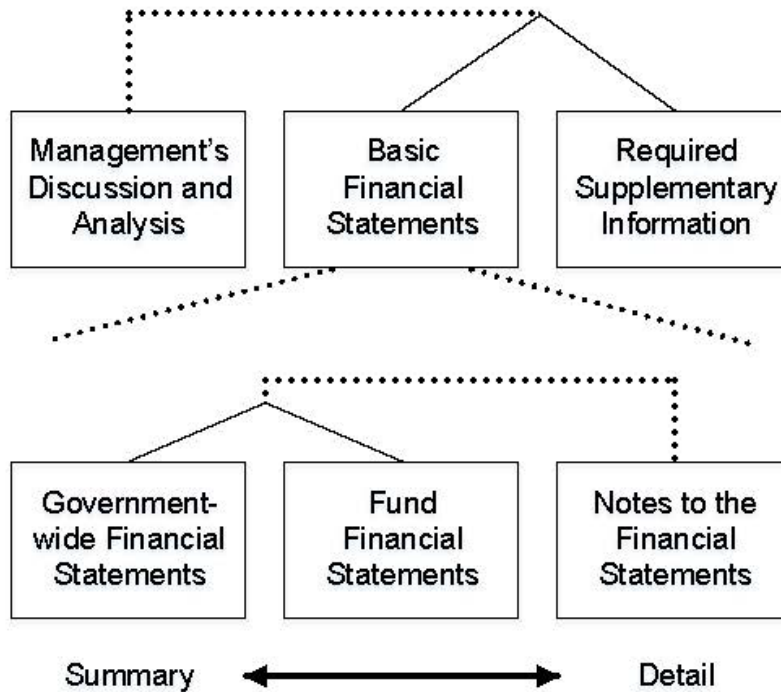 Management's
Discussion and
Analysis
Basic
Financial
Statements
Required
Supplementary
Information
Government-
wide Financial
Statements
Fund
Financial
Statements
Notes to the
Financial
Statements
Summary
Detail